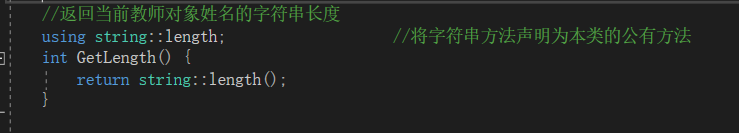 //返回当前教师对象姓名的字符串长度
using string::length; //将字符串方法声明为本类的公有方法
int GetLength() {
return string::length();
}